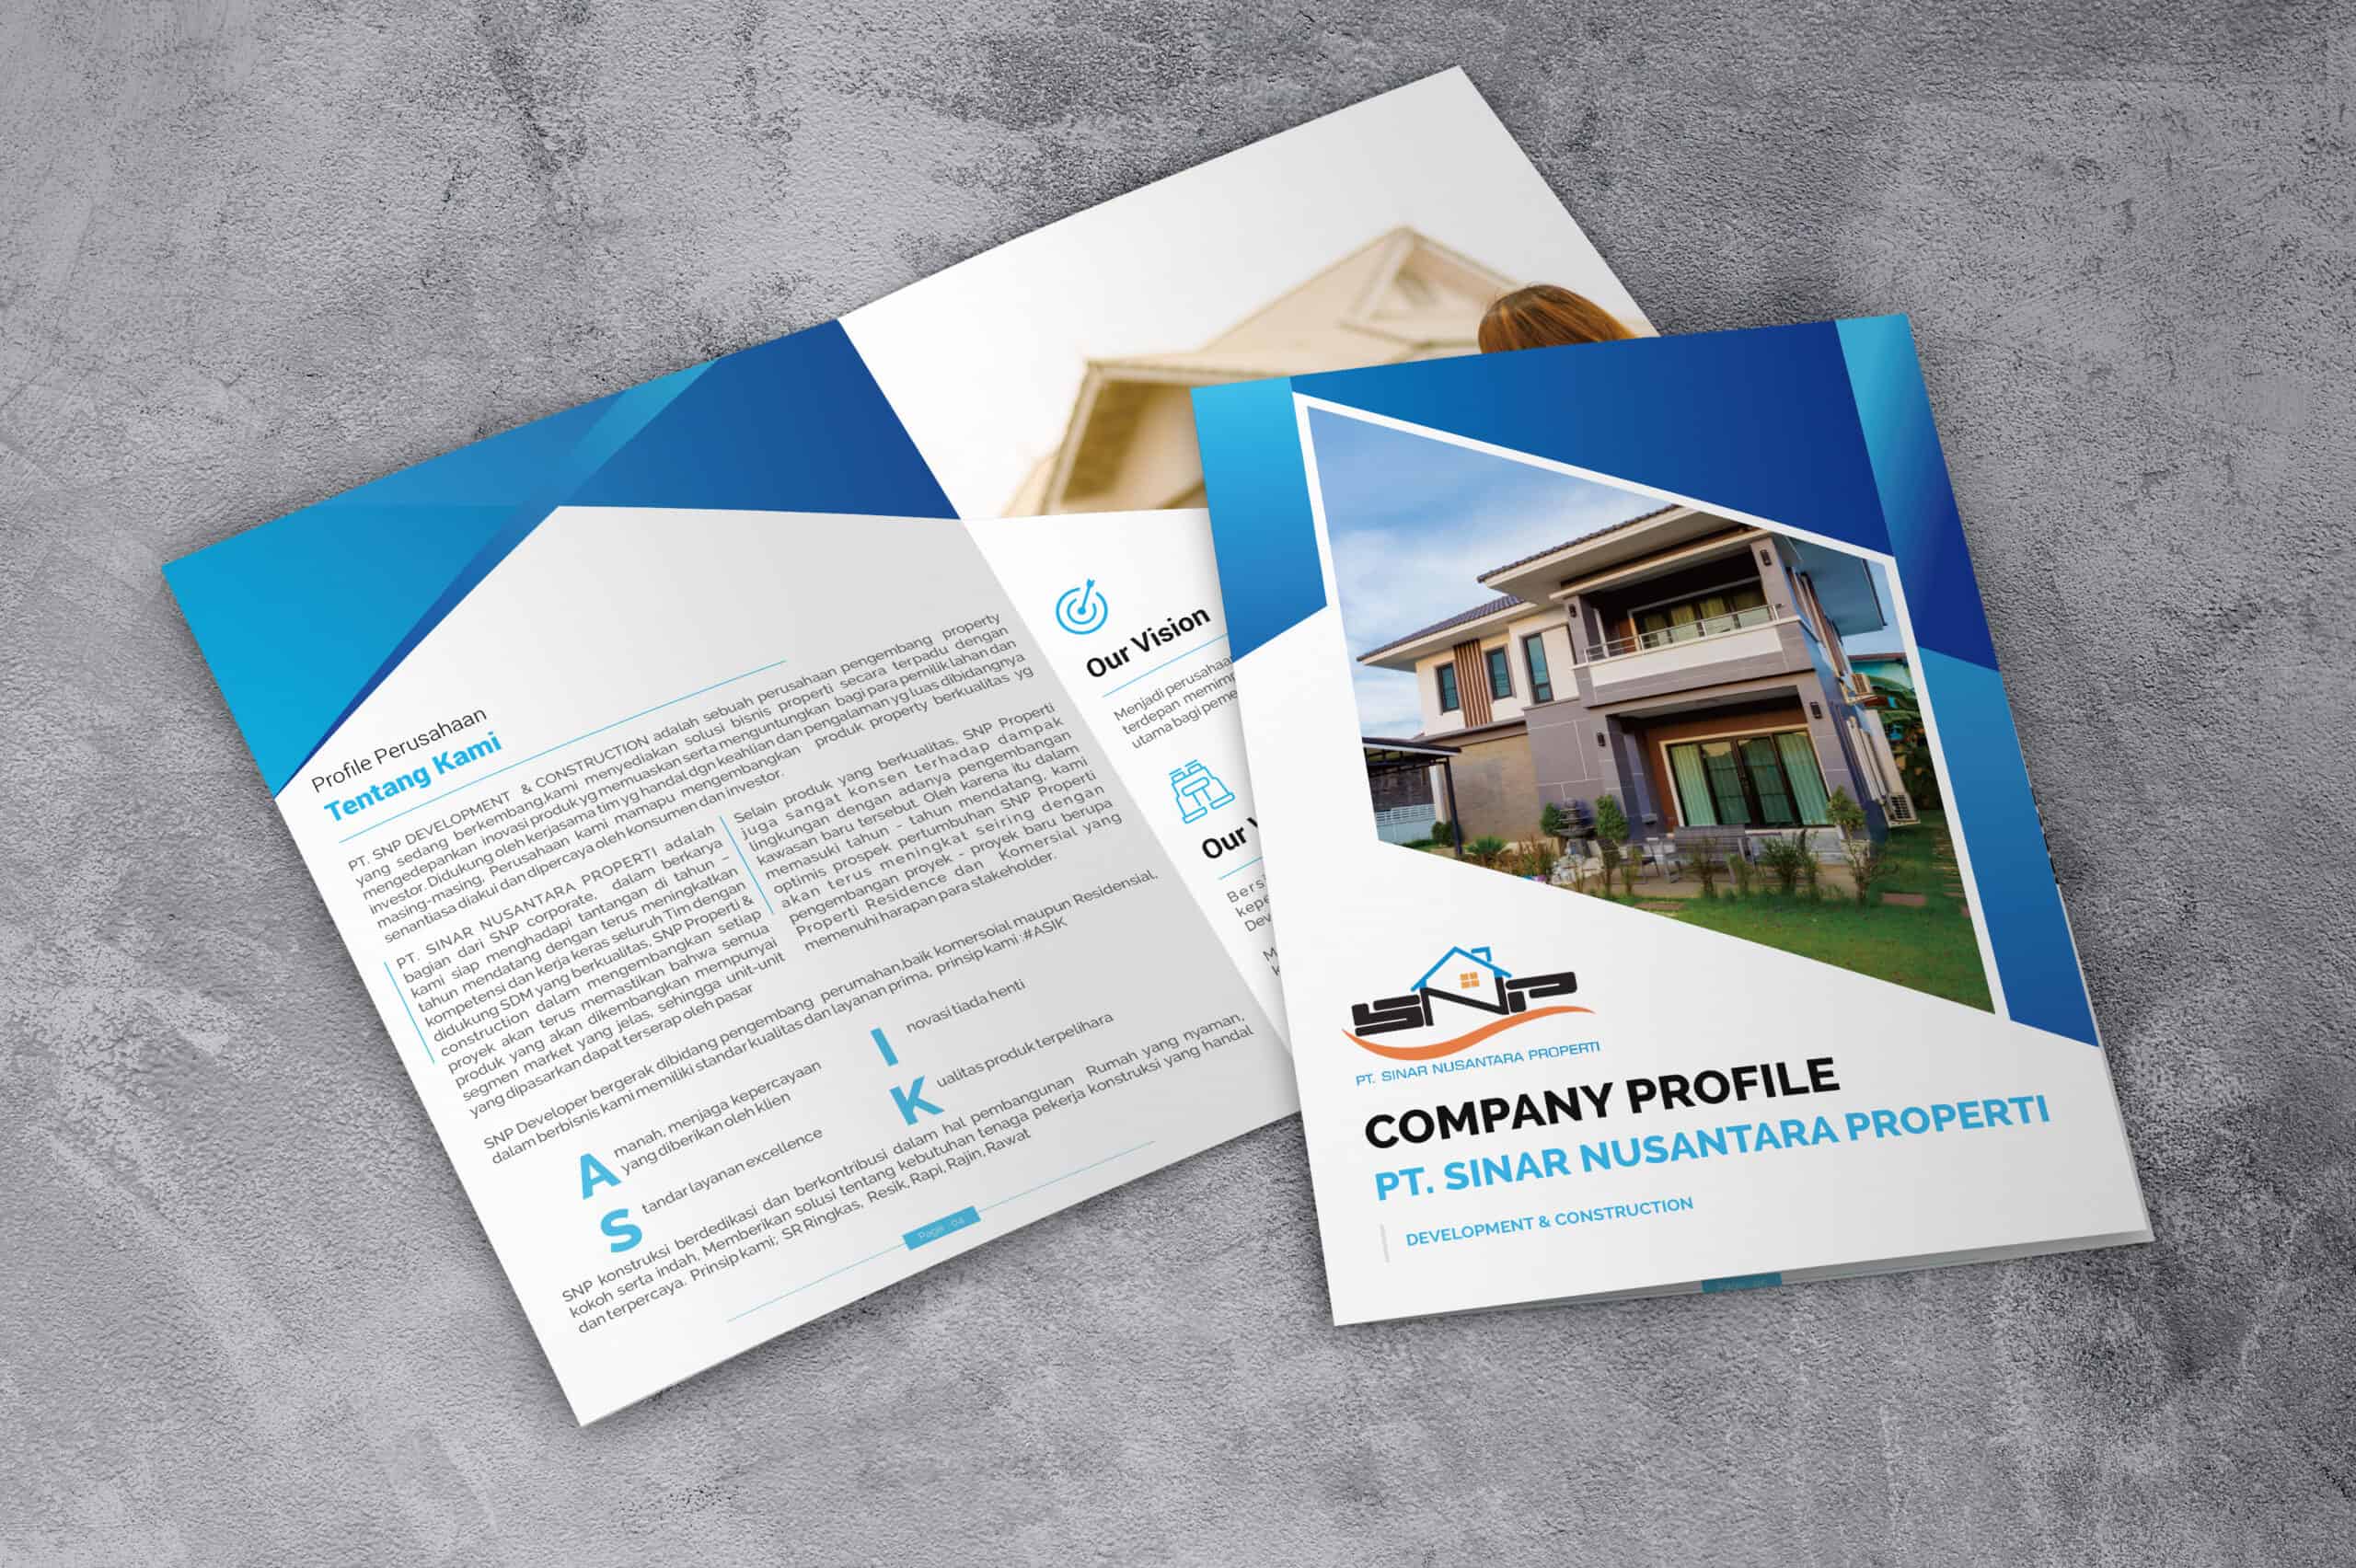 Profile Perusahaan
Tentang Kami
PT. SNP DEVELOPMENT & CONSTRUCTION adalah sebuah perusahaan pengembang property
yang sedang berkembang,kami menyediakan solusi bisnis properti secara terpadu dengan
mengedepankan inovasi produk yg memuaskan serta menguntungkan bagi para pemilik lahan dan
investor. Didukung oleh kerjasama tim yg handal dgn keahlian dan pengalaman yg luas dibidangnya
masing-masing, Perusahaan kami mamapu mengembangkan produk property berkualitas yg
senantiasa diakui dan dipercaya oleh konsumen dan investor.
PT. SINAR NUSANTARA PROPERTI adalah
bagian dari SNP corporate, dalam berkarya
kami siap menghadapi tantangan di tahun -
tahun mendatang dengan terus meningkatkan
kompetensi dan kerja keras seluruh Tim dengan
didukung SDM yang berkualitas, SNP Properti &
construction dalam mengembangkan setiap
proyek akan terus memastikan bahwa semua
produk yang akan dikembangkan mempunyai
segmen market yang jelas, sehingga unit-unit
yang dipasarkan dapat terserap oleh pasar
Selain produk yang berkualitas, SNP Properti
juga sangat konsen terhadap dampak
lingkungan dengan adanya pengembangan
kawasan baru tersebut. Oleh karena itu dalam
memasuki tahun - tahun mendatang, kami
optimis prospek pertumbuhan SNP Properti
akan terus meningkat seiring dengan
pengembangan proyek - proyek baru berupa
Properti Residence dan Komersial yang
memenuhi harapan para stakeholder.
SNP Developer bergerak dibidang pengembang perumahan,baik komersoial maupun Residensial,
dalam berbisnis kami memiliki standar kualitas dan layanan prima, prinsip kami ;#ASIK
A manah, menjaga kepercayaan
yang diberikan oleh klien
S tandar layanan excellence
I novasi tiada henti
K ualitas produk terpelihara
SNP konstruksi berdedikasi dan berkontribusi dalam hal pembangunan Rumah yang nyaman,
kokoh serta indah, Memberikan solusi tentang kebutuhan tenaga pekerja konstruksi yang handal
dan terpercaya. Prinsip kami; 5R Ringkas, Resik, Rapi, Rajin, Rawat
Page : 04
Our Vision
Menjadi perusahaan
terdepan
utama bagi
Our
SNP
PT. SINAR NUSANTARA PROPERTI
COMPANY PROFILE
PT. SINAR NUSANTARA PROPERTI
DEVELOPMENT & CONSTRUCTION